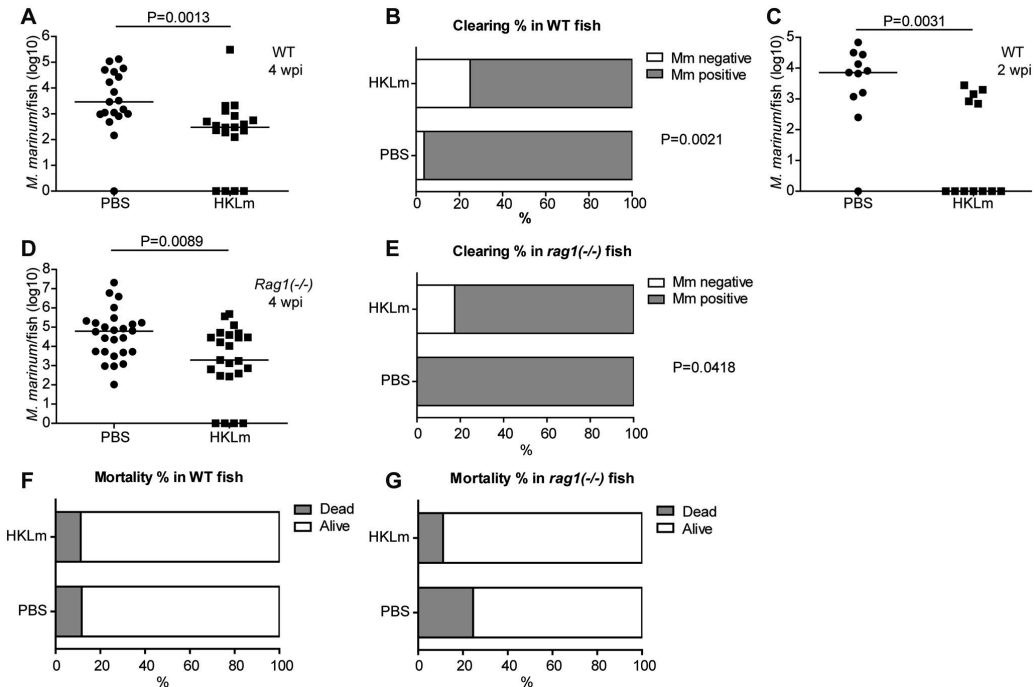 A
P=0.0013
M. marinum/fish (log10)
6
5
4
3
2
1
0
WT
4 wpi
PBS
HKLm
B
Clearing % in WT fish
HKLm
PBS
Mm negative
Mm positive
P=0.0021
0 20 40 60 80 100
%
C
P=0.0031
M. marinum/fish (log10)
5
4
3
2
1
0
WT
2 wpi
PBS
HKLm
D
P=0.0089
M. marinum/fish (log10)
8
7
6
5
4
3
2
1
0
Rag1(-/-)
4 wpi
PBS
HKLm
E
Clearing % in rag1(-/-) fish
HKLm
PBS
Mm negative
Mm positive
P=0.0418
0 20 40 60 80 100
%
F
Mortality % in WT fish
HKLm
PBS
Dead
Alive
0 20 40 60 80 100
%
G
Mortality % in rag1(-/-) fish
HKLm
PBS
Dead
Alive
0 20 40 60 80 100
%